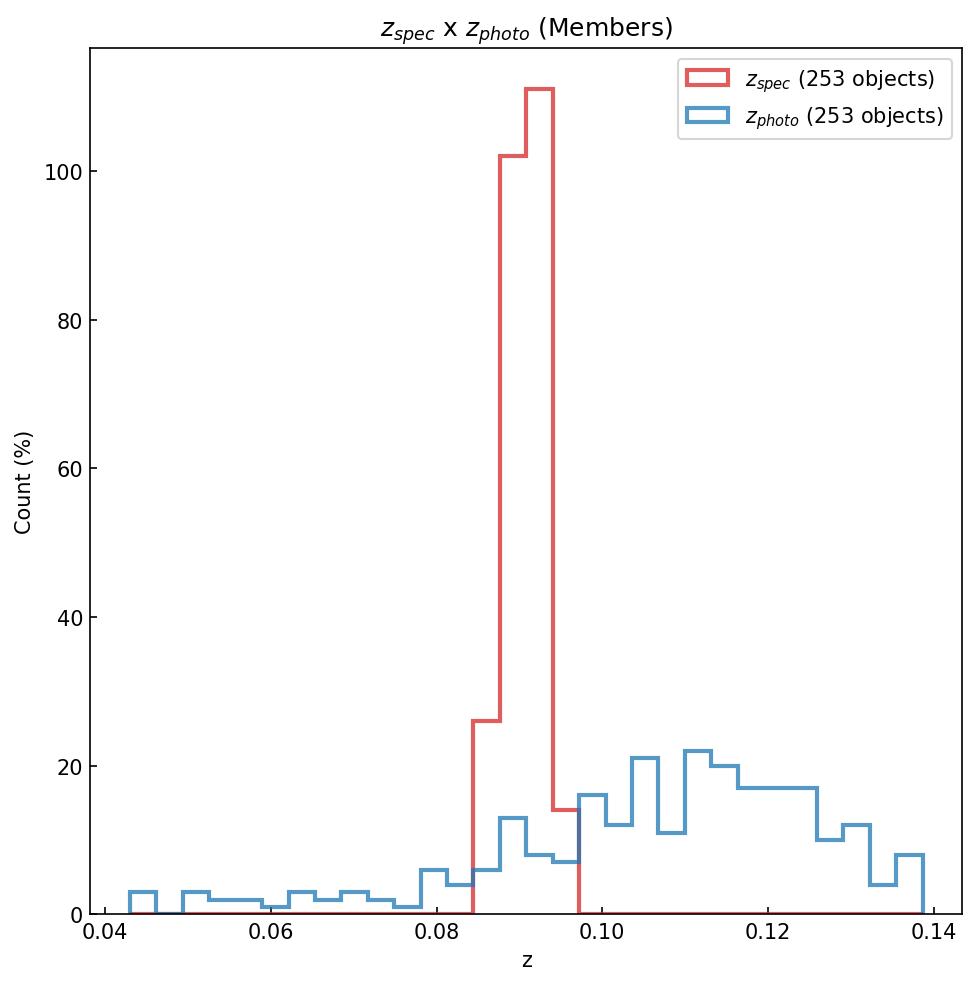 z_spec x z_photo (Members)
z_spec (253 objects)
z_photo (253 objects)
Count (%)
100
80
60
40
20
0
0.04 0.06 0.08 0.10 0.12 0.14
z